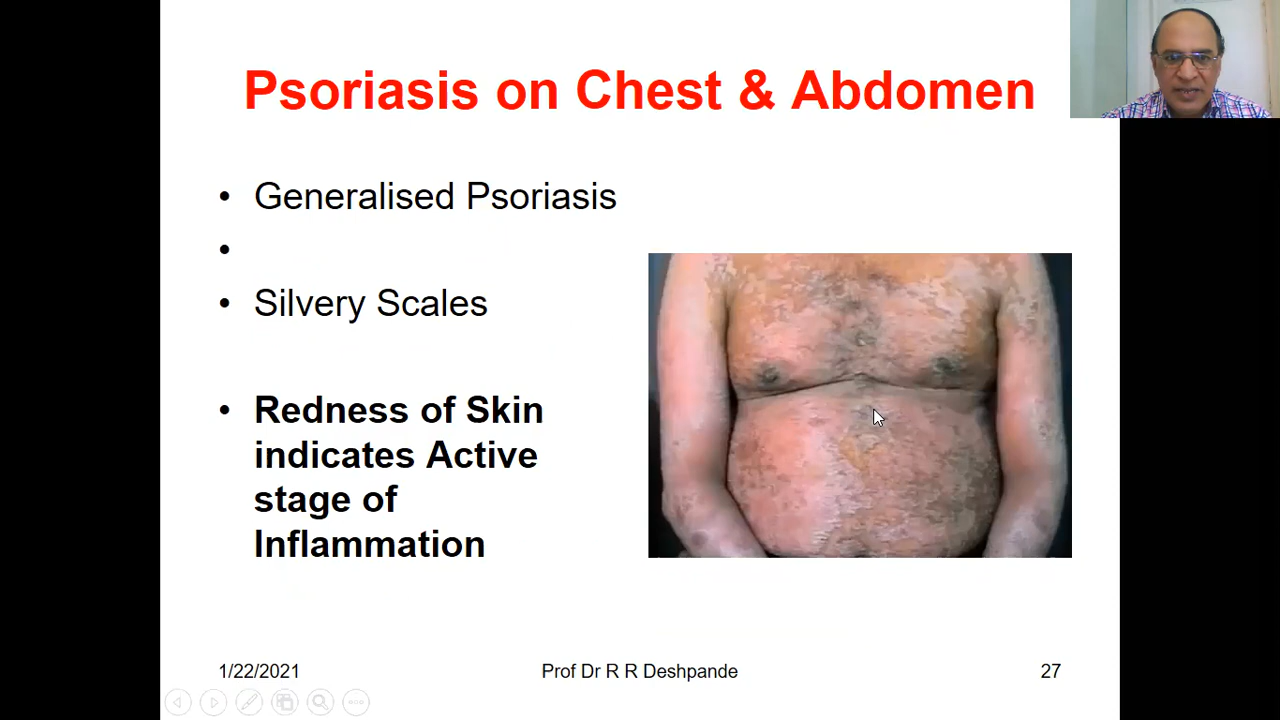 Psoriasis on Chest & Abdomen
• Generalised Psoriasis
•
• Silvery Scales
• Redness of Skin
indicates Active
stage of
Inflammation
1/22/2021
Prof Dr R R Deshpande
27